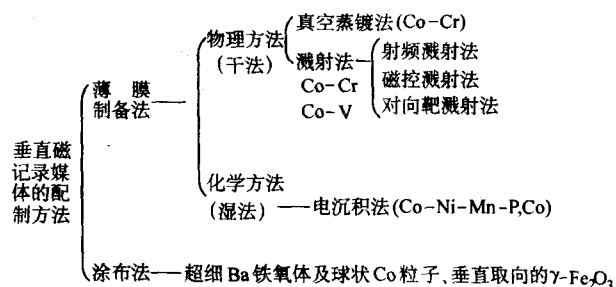 真空蒸镀法(Co-Cr)
物理方法
(干法)
溅射法
射频溅射法
Co-Cr
磁控溅射法
Co-V
对向靶溅射法
薄 膜
制备法
垂直磁
记录媒
体的配
制方法
化学方法
(湿法)
电沉积法(Co-Ni-Mn-P,Co)
涂布法
超细Ba铁氧体及球状Co粒子、垂直取向的γ-Fe₂O₃